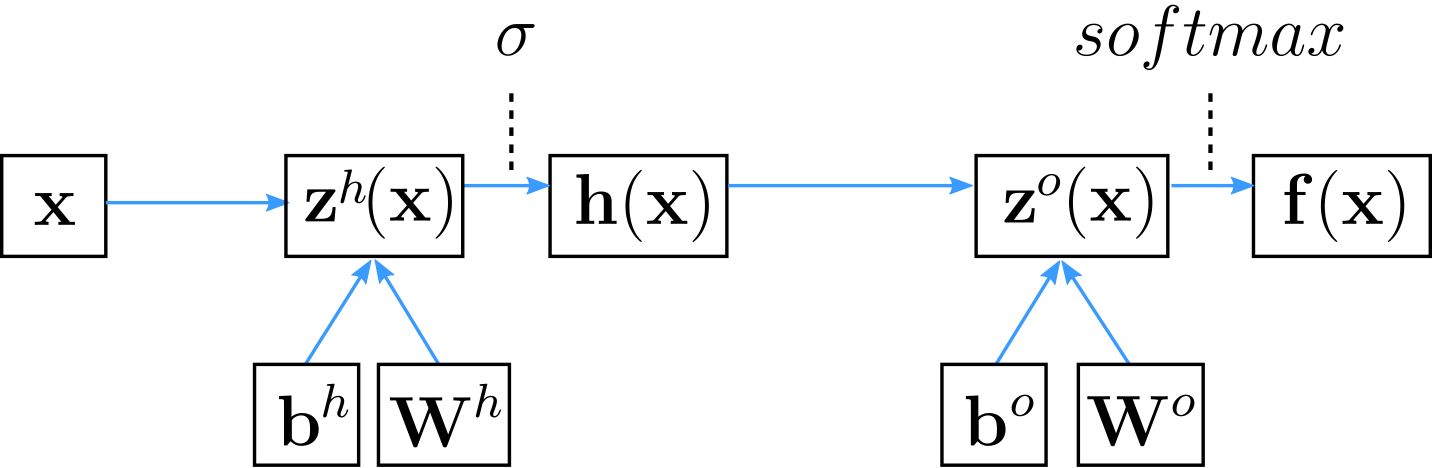 σ softmax
x z^h(x) h(x) z^o(x) f(x)
b^h W^h b^o W^o